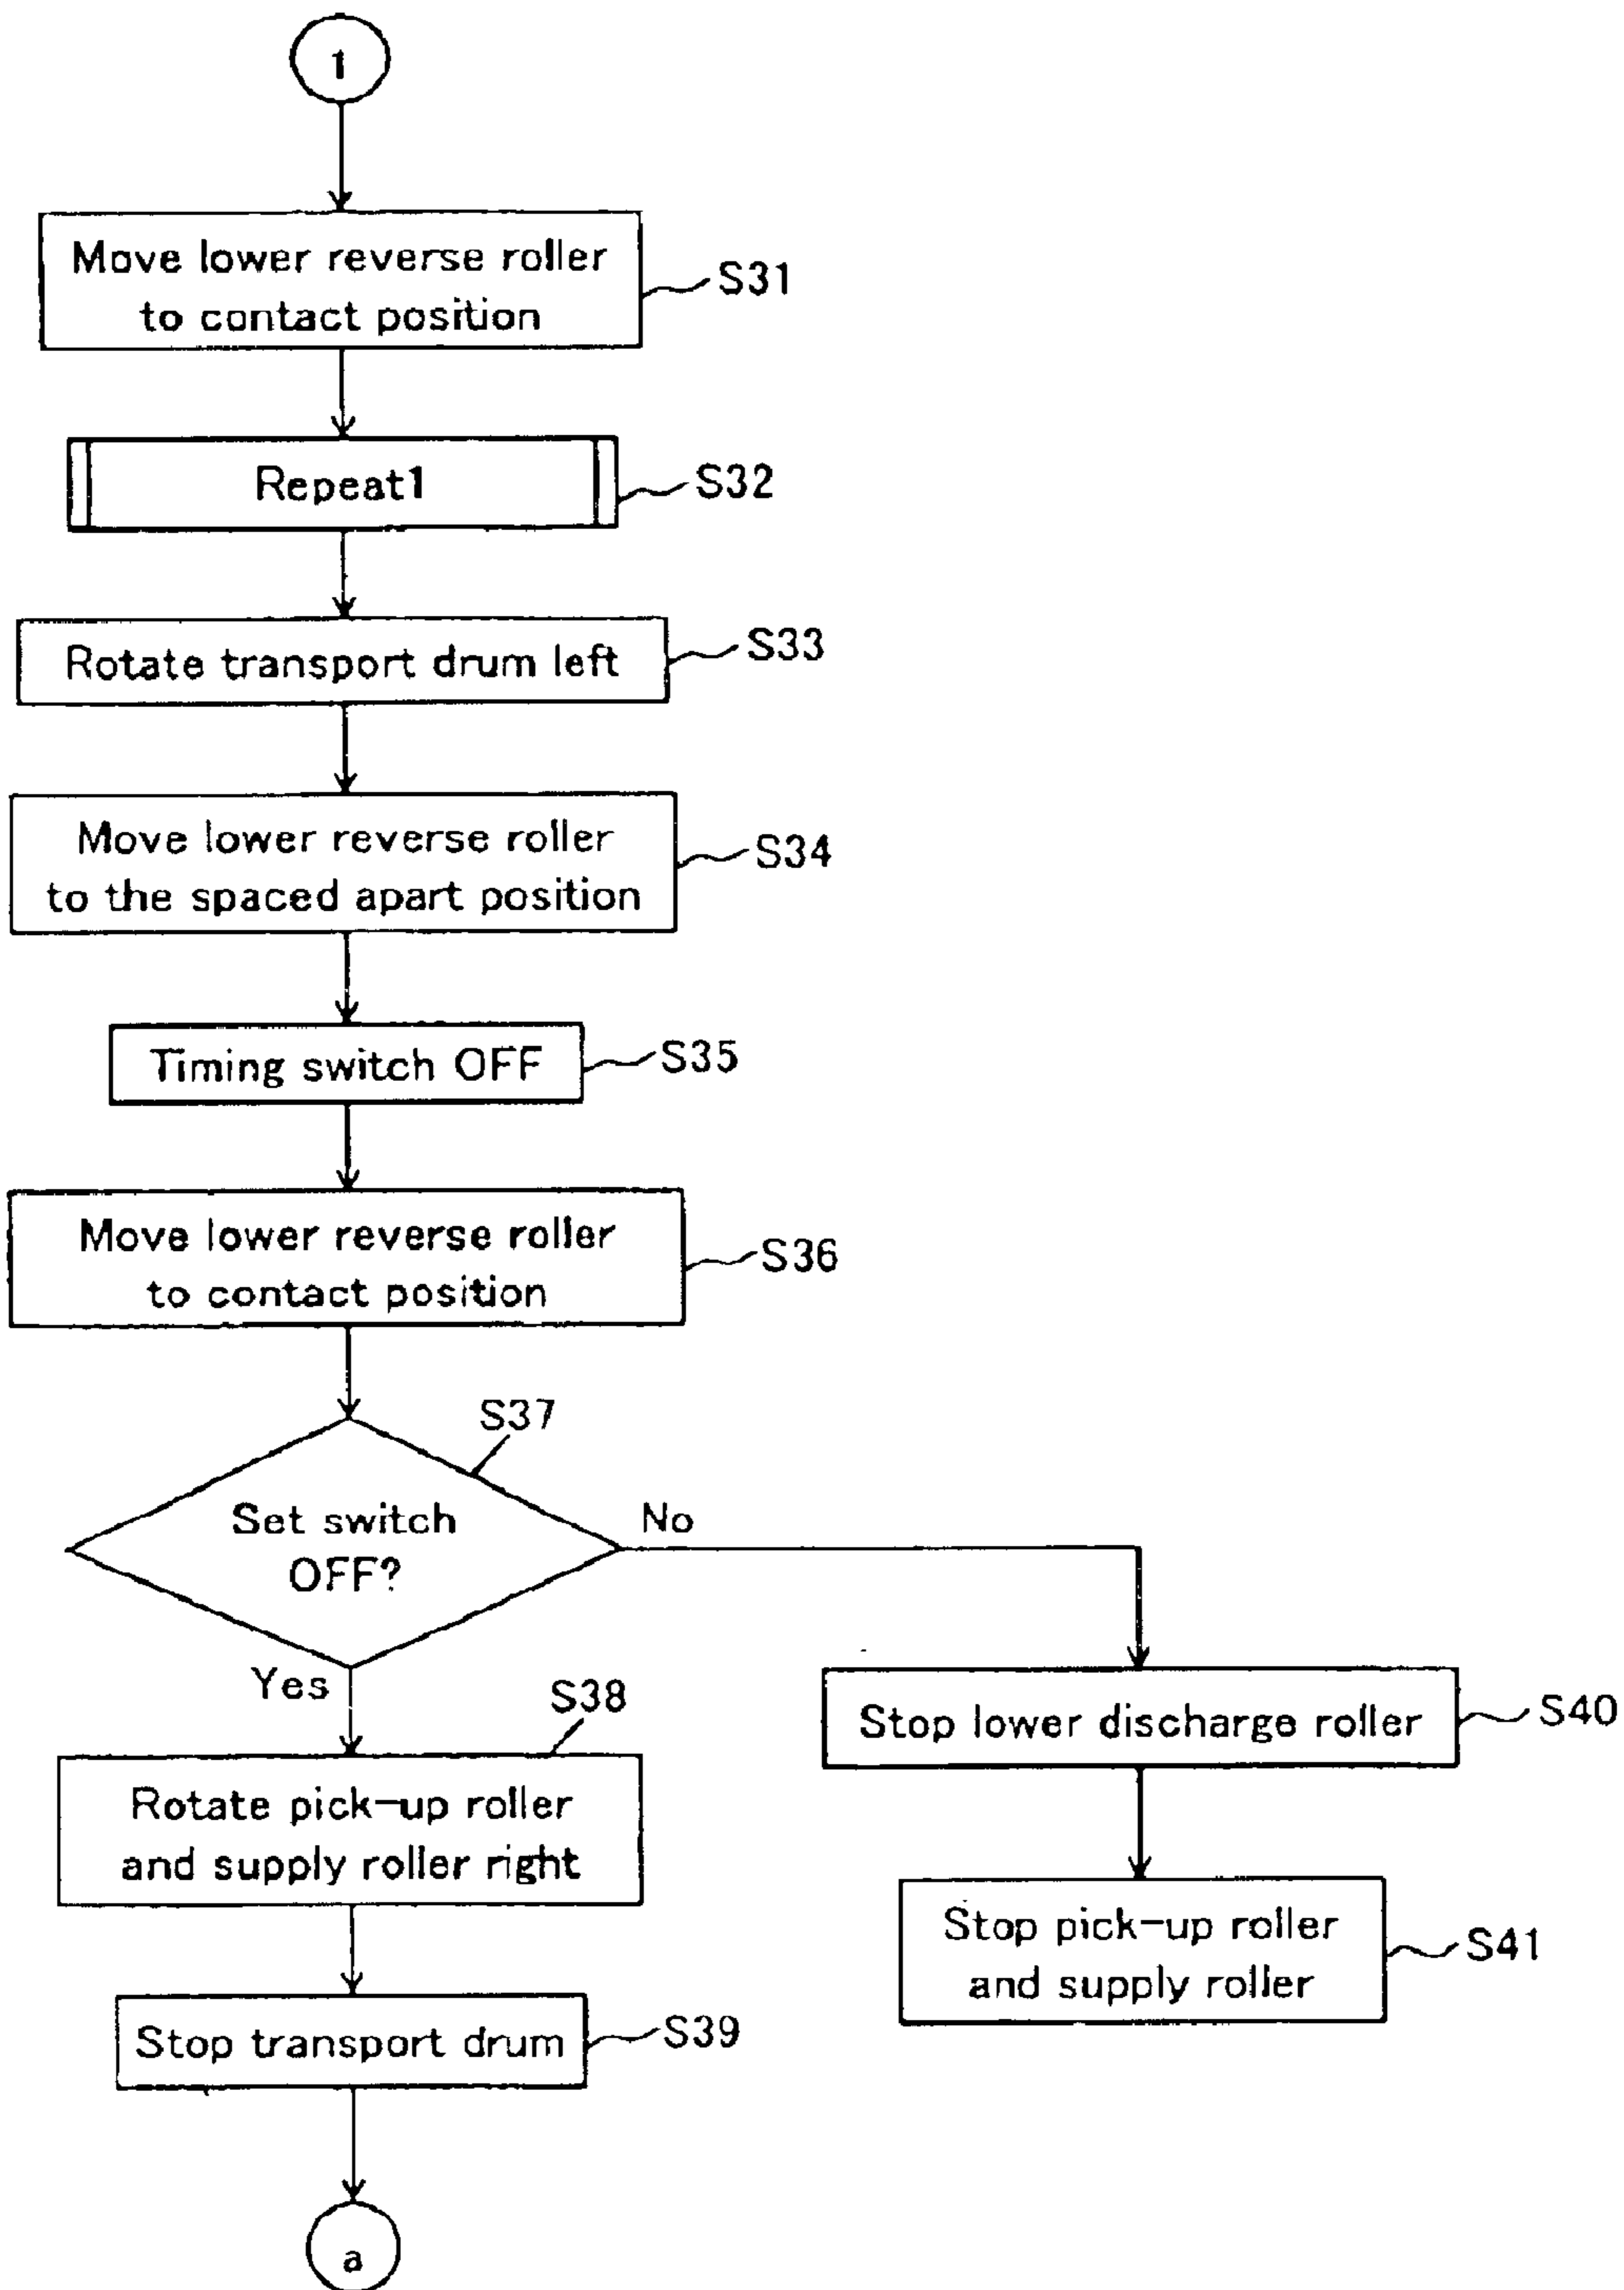 1
Move lower reverse roller
to contact position
S31
Repeat1
S32
Rotate transport drum left
S33
Move lower reverse roller
to the spaced apart position
S34
Timing switch OFF
S35
Move lower reverse roller
to contact position
S36
S37
Set switch
OFF?
No
Yes
S38
Rotate pick-up roller
and supply roller right
Stop transport drum
S39
a
Stop lower discharge roller
S40
Stop pick-up roller
and supply roller
S41